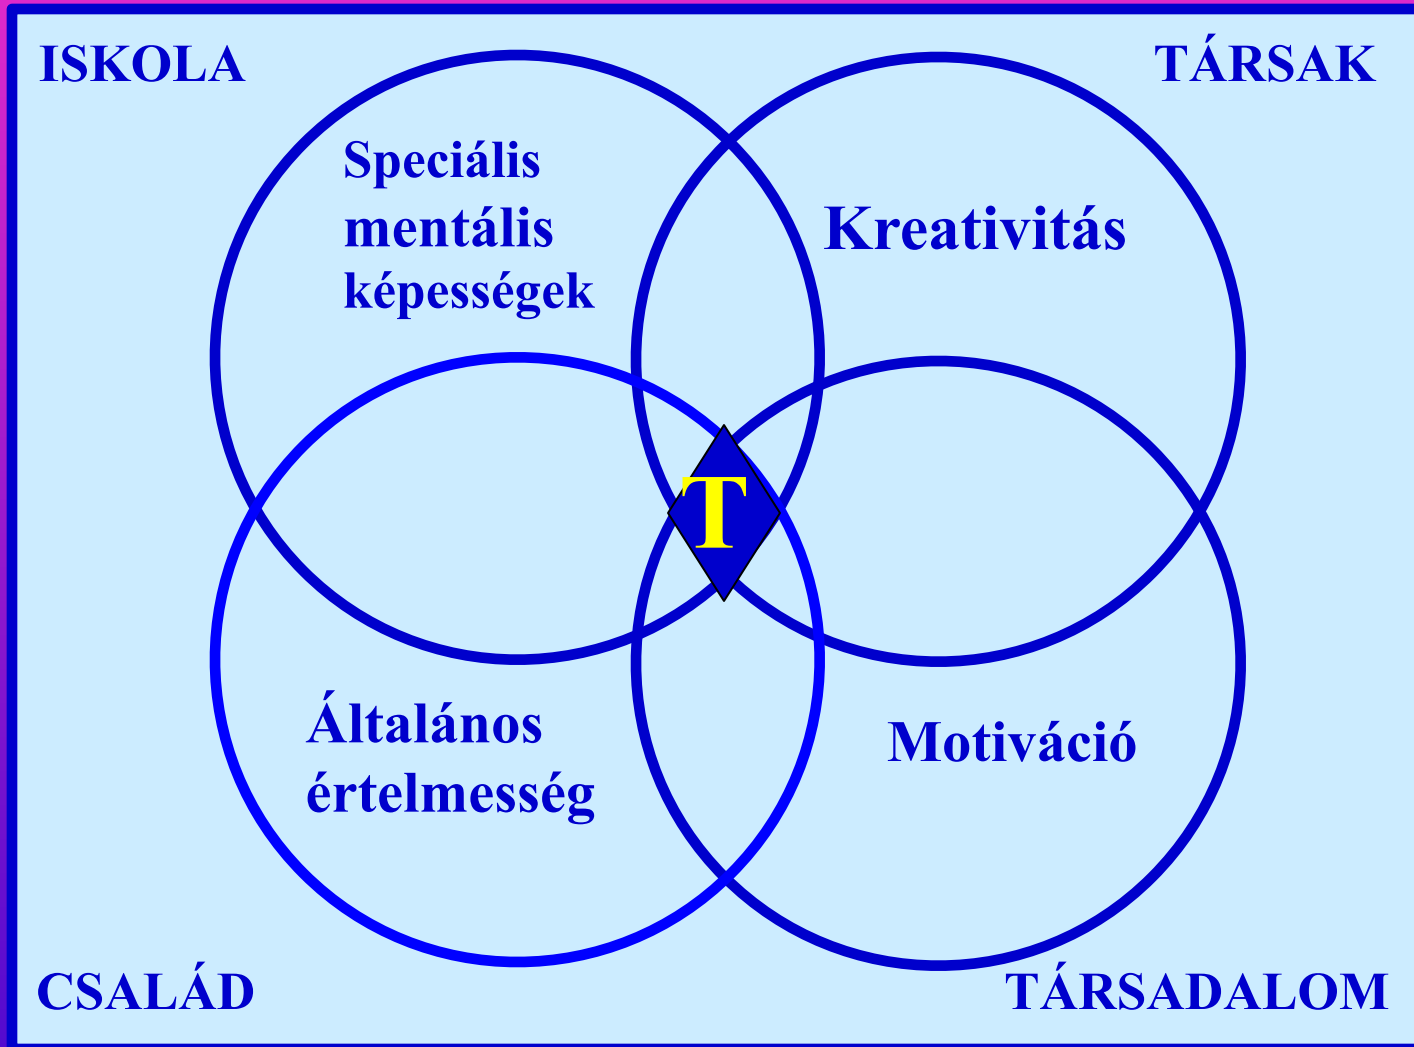 ISKOLA
TÁRSAK
Speciális
mentális
képességek
Kreativitás
T
Általános
értelmesség
Motiváció
CSALÁD
TÁRSADALOM